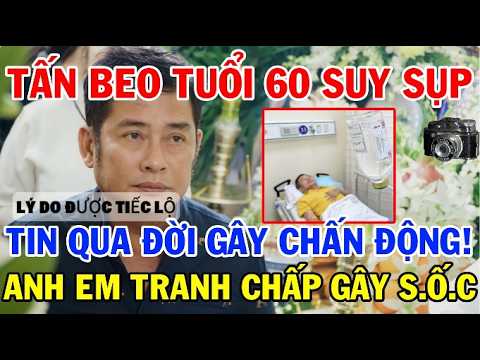 TẤN BEO TUỔI 60 SUY SỤP
LÝ DO ĐƯỢC TIẾC LỘ
TIN QUA ĐỜI GÂY CHẤN ĐỘNG!
ANH EM TRANH CHẤP GÂY S.Ố.C